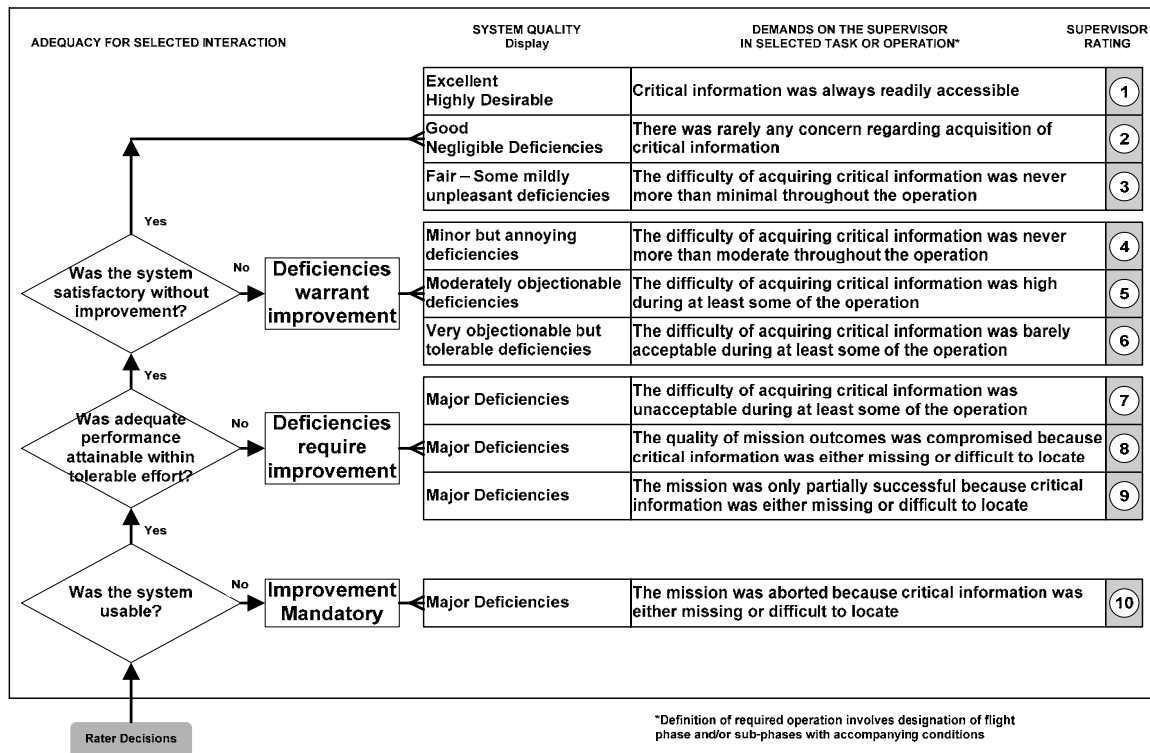 ADEQUACY FOR SELECTED INTERACTION
SYSTEM QUALITY
Display
DEMANDS ON THE SUPERVISOR
IN SELECTED TASK OR OPERATION*
SUPERVISOR
RATING
Excellent
Highly Desirable
Critical information was always readily accessible
1
Good
Negligible Deficiencies
There was rarely any concern regarding acquisition of
critical information
2
Fair – Some mildly
unpleasant deficiencies
The difficulty of acquiring critical information was never
more than minimal throughout the operation
3
Yes
Was the system
satisfactory without
improvement?
No
Deficiencies
warrant
improvement
Minor but annoying
deficiencies
The difficulty of acquiring critical information was never
more than moderate throughout the operation
4
Moderately objectionable
deficiencies
The difficulty of acquiring critical information was high
during at least some of the operation
5
Very objectionable but
tolerable deficiencies
The difficulty of acquiring critical information was barely
acceptable during at least some of the operation
6
Yes
Was adequate
performance
attainable within
tolerable effort?
No
Deficiencies
require
improvement
Major Deficiencies
The difficulty of acquiring critical information was
unacceptable during at least some of the operation
7
Major Deficiencies
The quality of mission outcomes was compromised because
critical information was either missing or difficult to locate
8
Major Deficiencies
The mission was only partially successful because critical
information was either missing or difficult to locate
9
Yes
Was the system
usable?
No
Improvement
Mandatory
Major Deficiencies
The mission was aborted because critical information was
either missing or difficult to locate
10
Rater Decisions
*Definition of required operation involves designation of flight
phase and/or sub-phases with accompanying conditions